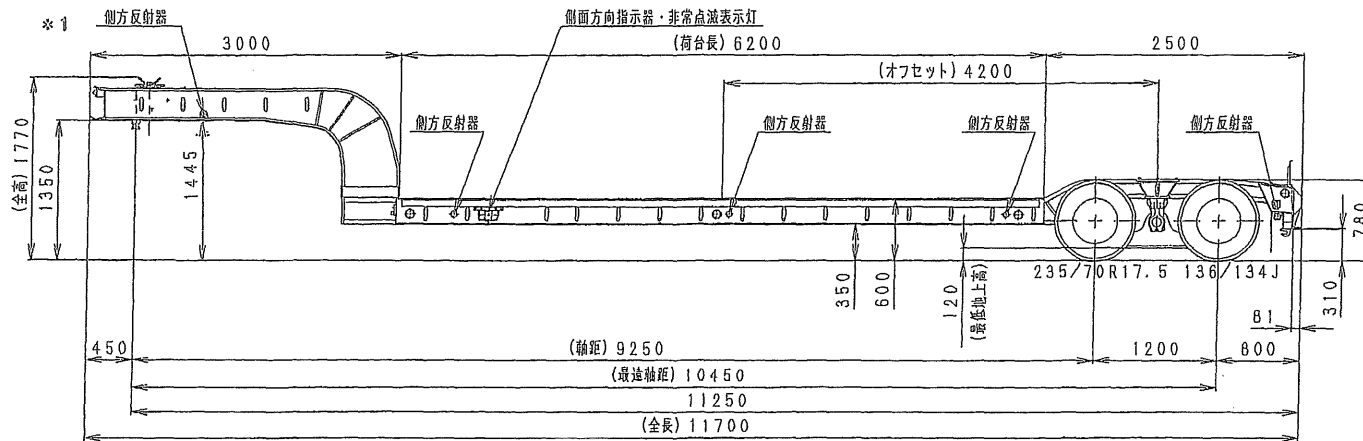 *1
側方反射器
側面方向指示器・非常点滅表示灯
3000
(荷台長) 6200
2500
(オフセット) 4200
側方反射器
側方反射器
側方反射器
側方反射器
(全高) 1770
1350
1445
350
600
120
(最低地上高)
235/70R17.5 136/134J
780
310
81
450
(軸距) 9250
1200
800
(最遠軸距) 10450
11250
(全長) 11700